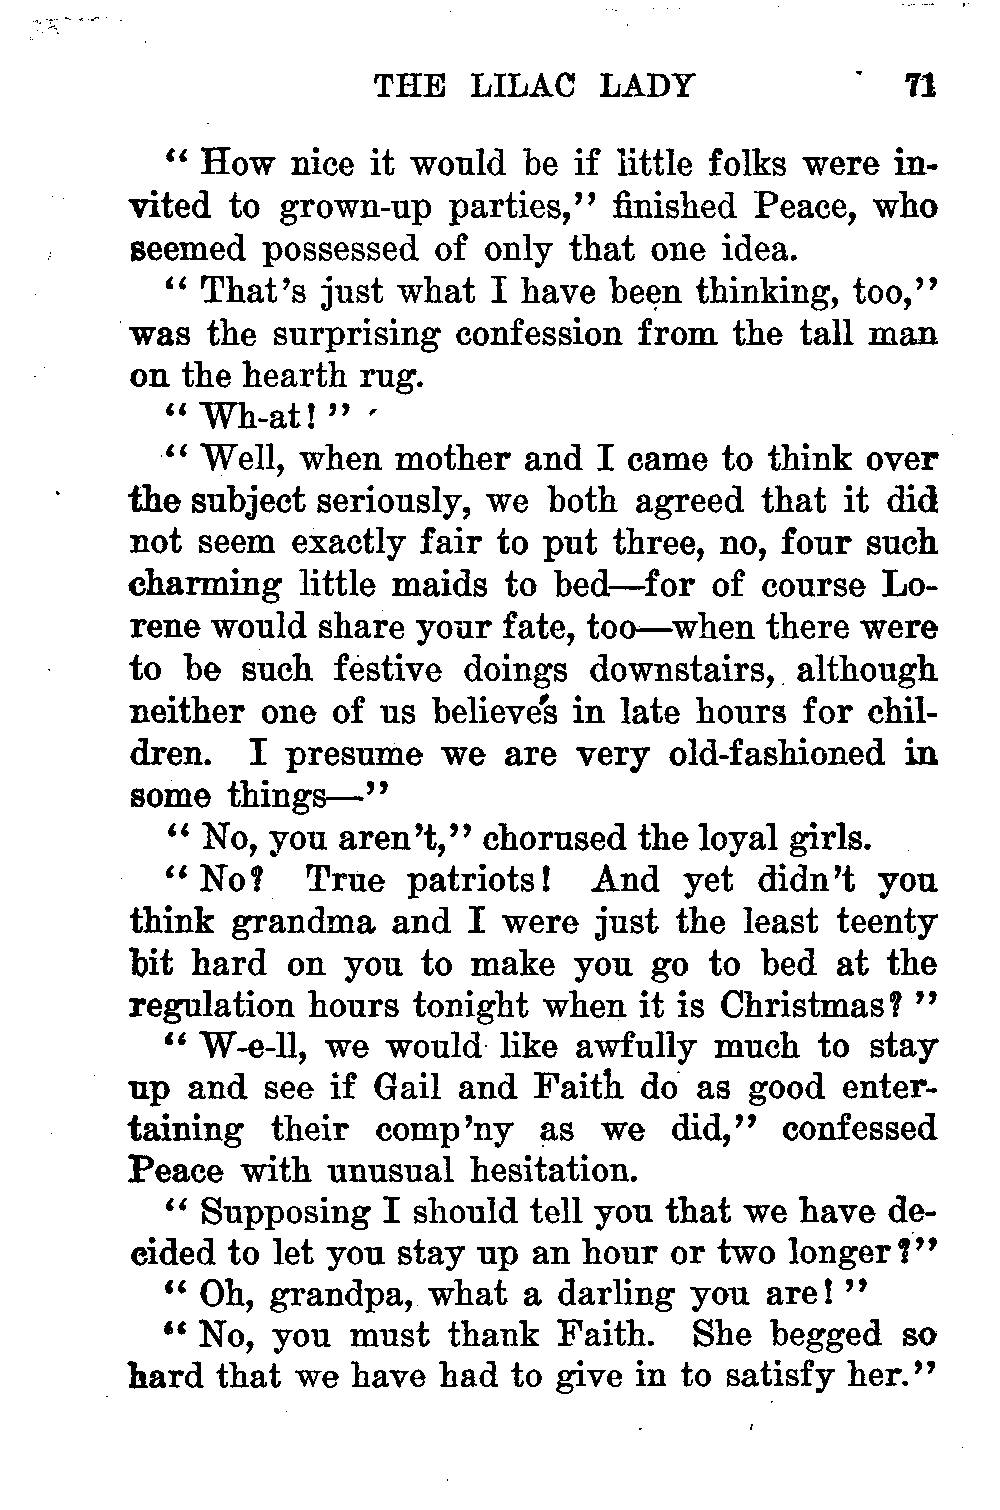 THE LILAC LADY 71
“ How nice it would be if little folks were in-
vited to grown-up parties,” finished Peace, who
seemed possessed of only that one idea.
“ That’s just what I have been thinking, too,”
was the surprising confession from the tall man
on the hearth rug.
“ Wh-at! ”
“ Well, when mother and I came to think over
the subject seriously, we both agreed that it did
not seem exactly fair to put three, no, four such
charming little maids to bed—for of course Lo-
rene would share your fate, too—when there were
to be such festive doings downstairs, although
neither one of us believes in late hours for chil-
dren. I presume we are very old-fashioned in
some things—”
“ No, you aren’t,” chorused the loyal girls.
“ No? True patriots! And yet didn’t you
think grandma and I were just the least teenty
bit hard on you to make you go to bed at the
regulation hours tonight when it is Christmas? ”
“ W-e-ll, we would like awfully much to stay
up and see if Gail and Faith do as good enter-
taining their comp’ny as we did,” confessed
Peace with unusual hesitation.
“ Supposing I should tell you that we have de-
cided to let you stay up an hour or two longer?”
“ Oh, grandpa, what a darling you are! ”
“ No, you must thank Faith. She begged so
hard that we have had to give in to satisfy her.”